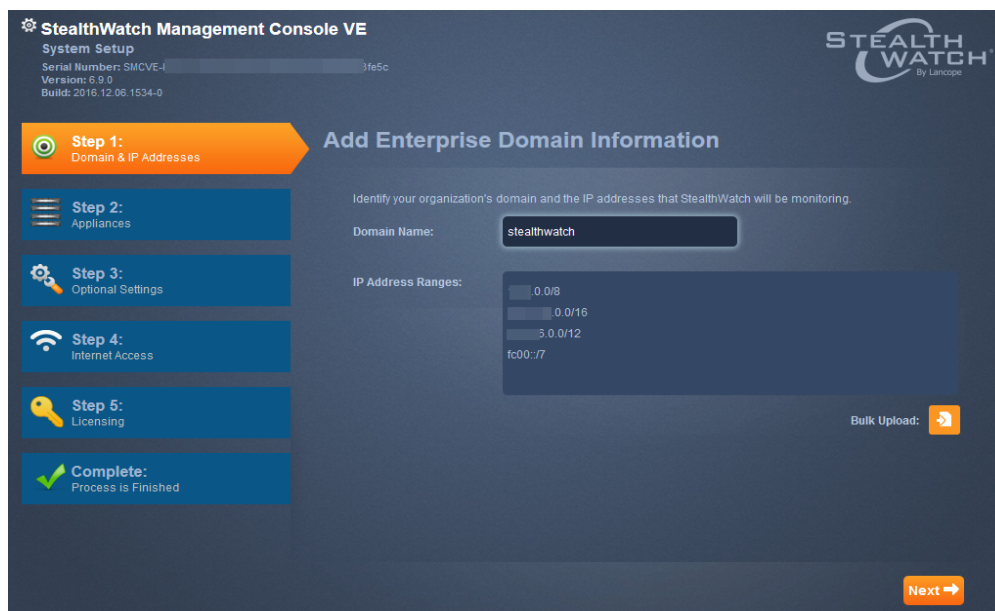 StealthWatch Management Console VE
System Setup
Serial Number: SMCVE- 3fe5c
Version: 6.9.0
Build: 2016.12.06.1534-0
STEALTH
WATCH
By Lancope
Step 1:
Domain & IP Addresses
Step 2:
Appliances
Step 3:
Optional Settings
Step 4:
Internet Access
Step 5:
Licensing
Complete:
Process is Finished
Add Enterprise Domain Information
Identify your organization's domain and the IP addresses that StealthWatch will be monitoring.
Domain Name: stealthwatch
IP Address Ranges:
.0.0/8
.0.0/16
6.0.0/12
fc00::/7
Bulk Upload:
Next